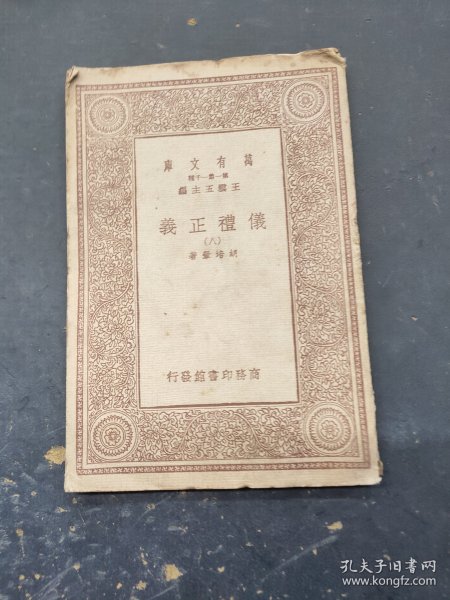 萬有文庫
第一集一千種
王雲五主編
儀禮正義
(八)
胡培翬著
商務印書館發行
孔夫子旧书网
www.kongfz.com